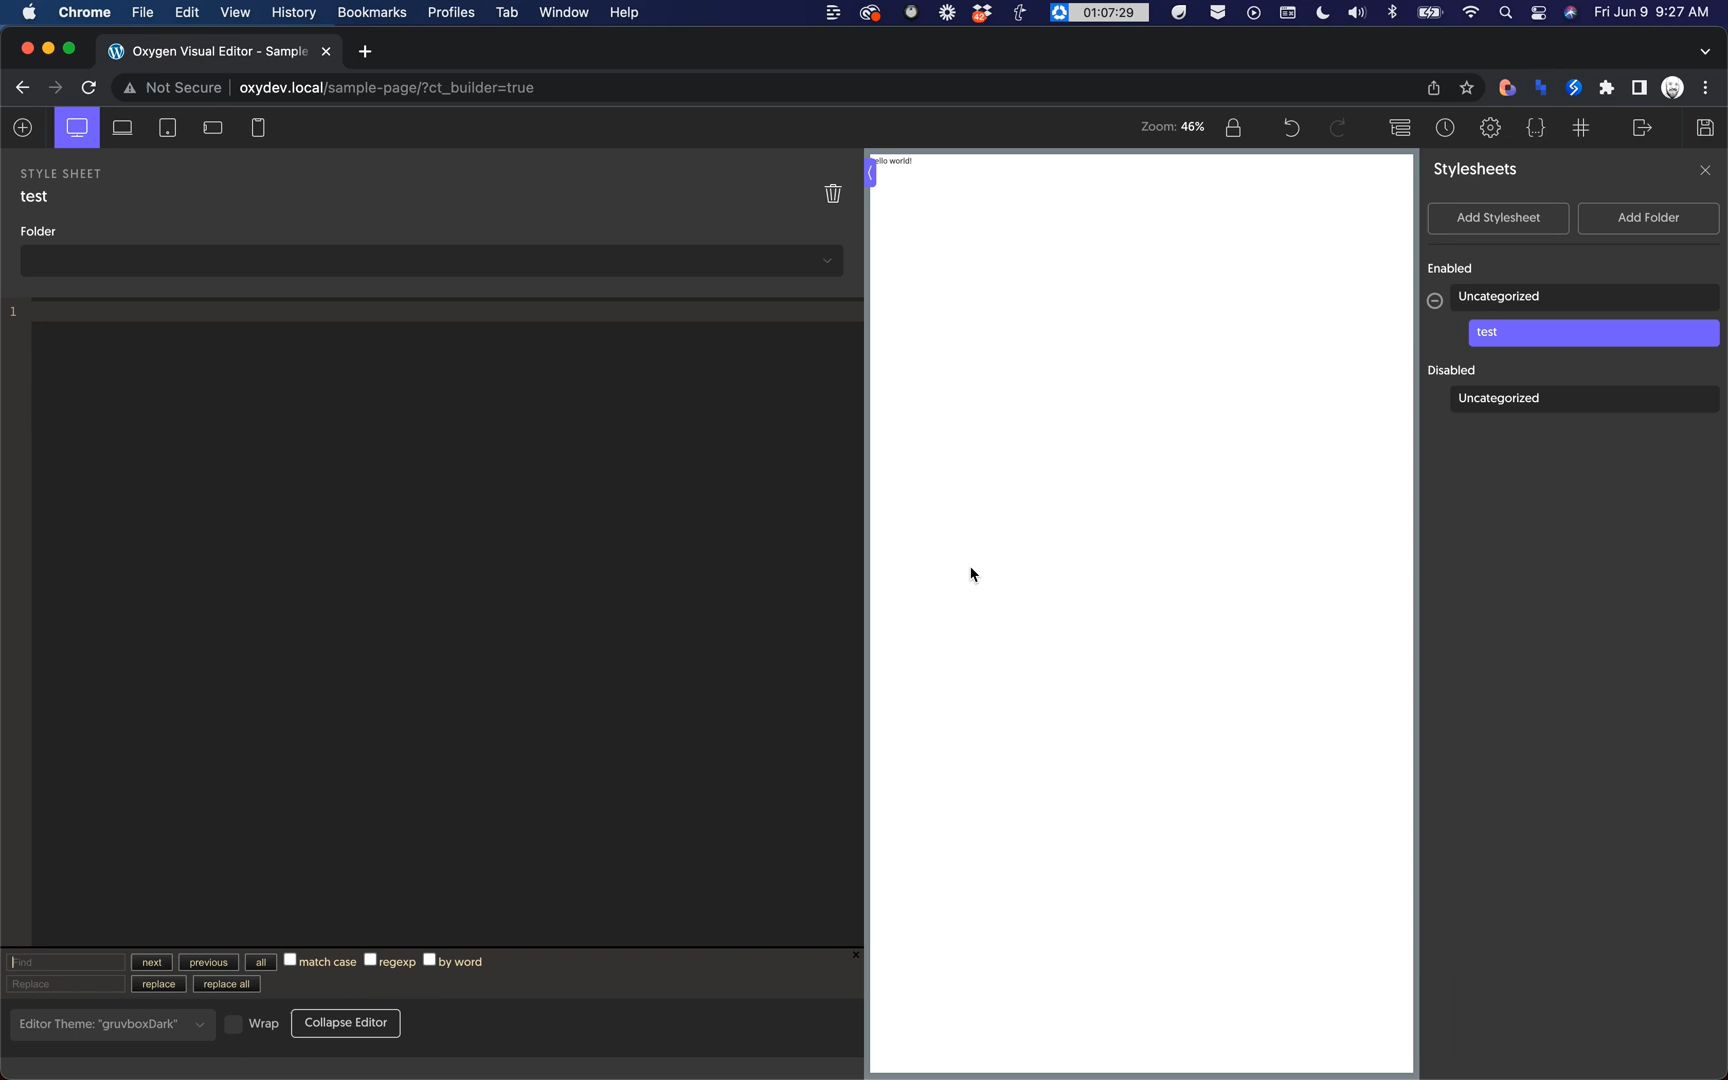 Chrome File Edit View History Bookmarks Profiles Tab Window Help 42 01:07:29 Fri Jun 9 9:27 AM
Oxygen Visual Editor - Sample
Not Secure oxydev.local/sample-page/?ct_builder=true
Zoom: 46%
STYLE SHEET
test
Folder
1
Find next previous all match case regexp by word
Replace replace replace all
Editor Theme: "gruvboxDark" Wrap Collapse Editor
ello world!
Stylesheets
Add Stylesheet Add Folder
Enabled
Uncategorized
test
Disabled
Uncategorized